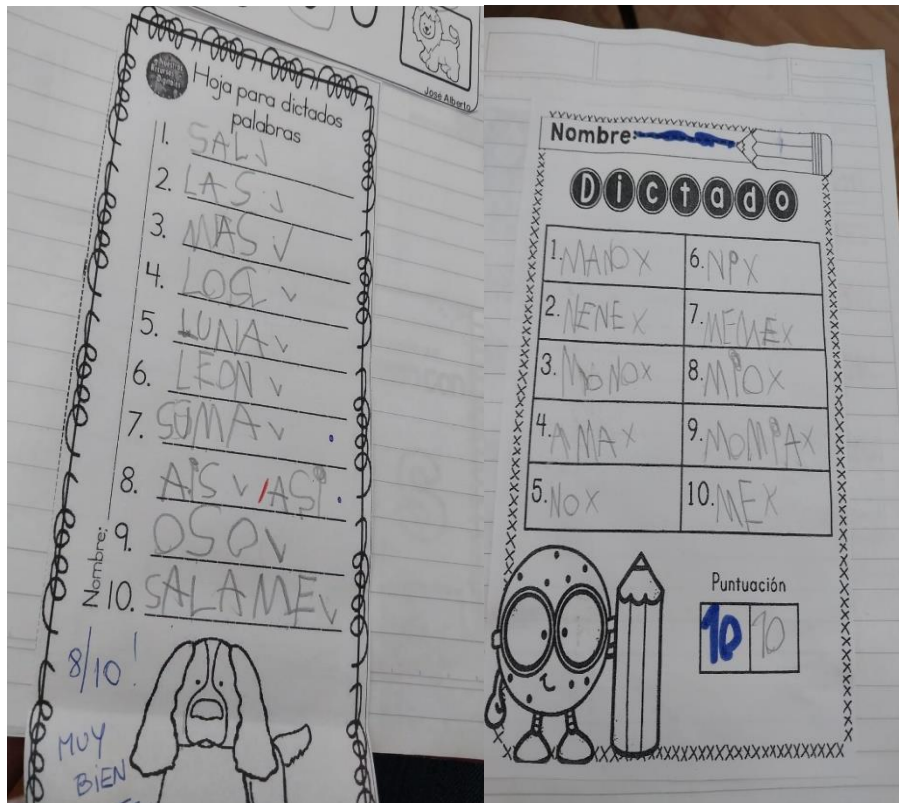 José Alberto
Hoja para dictados
palabras
1. SAL ✓
2. LAS ✓
3. MAS ✓
4. LOS ✓
5. LUNA ✓
6. LEON ✓
7. SUMA ✓
8. AIS ✓ / ASI
9. OSO ✓
10. SALAME ✓
Nombre:
8/10!
MUY
BIEN
Nombre:
Dictado
1. MANO X
2. NENE X
3. MONO X
4. AMA X
5. NO X
6. NP X
7. MEMEX
8. MIO X
9. MOMIA X
10. ME X
Puntuación
10 10